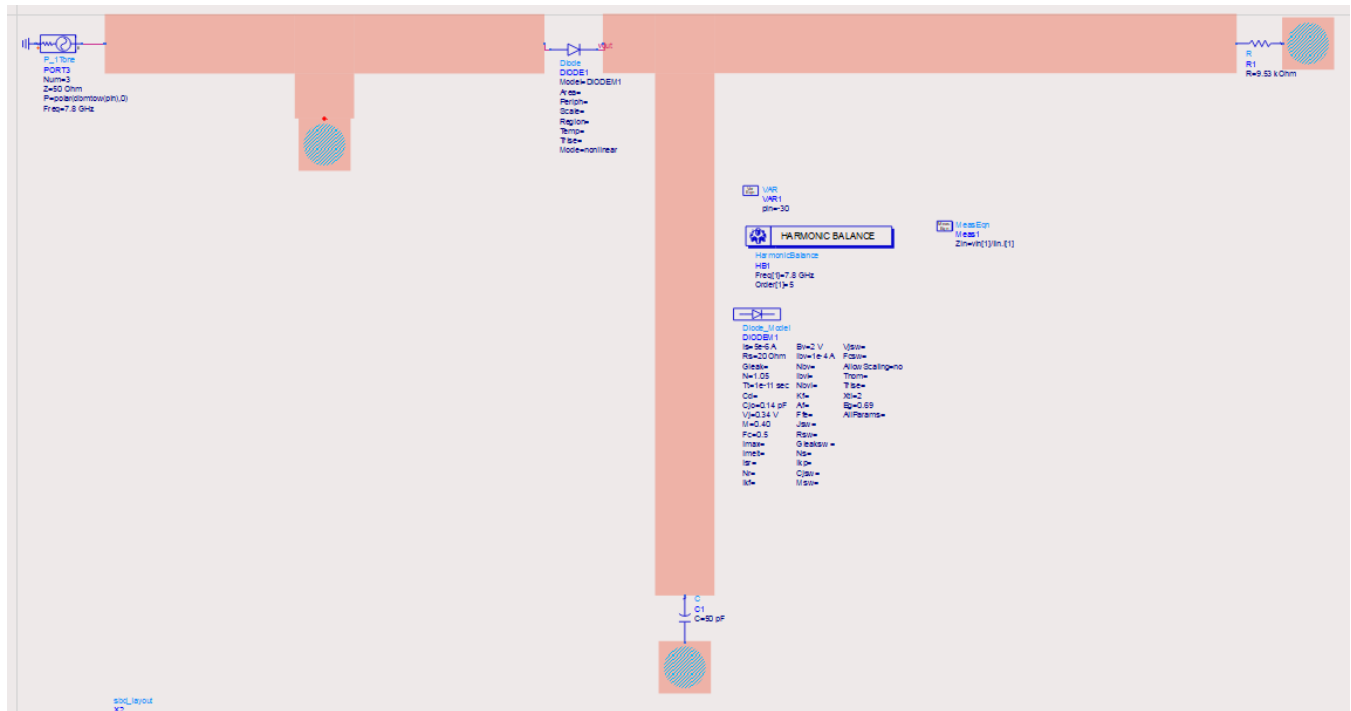 P_1Tone
PORT3
Num=3
Z=50 Ohm
P=polar(dbmtow(pin),0)
Freq=7.8 GHz
vout
Diode
DIODE1
Model=DIODEM1
Area=
Periph=
Scale=
Region=
Temp=
Trise=
Mode=nonlinear
R
R1
R=9.53 kOhm
VAR
VAR1
pin=-30
HARMONIC BALANCE
HarmonicBalance
HB1
Freq[1]=7.8 GHz
Order[1]=5
MeasEqn
Meas1
Zin=vin[1]/Iin.i[1]
Diode_Model
DIODEM1
Is=5e-6 A Bv=2 V Vjsw=
Rs=20 Ohm Ibv=1e-4 A Fcsw=
Gleak= Nbv= AllowScaling=no
N=1.05 Ibvl= Tnom=
Tt=1e-11 sec Nbvl= Trise=
Cd= Kf= Xti=2
Cjo=0.14 pF Af= Eg=0.69
Vj=0.34 V Ffe= AllParams=
M=0.40 Jsw=
Fc=0.5 Rsw=
Imax= Gleaksw =
Imelt= Ns=
Isr= Ikp=
Nr= Cjsw=
Ikf= Msw=
C
C1
C=50 pF
sbd_layout
X2